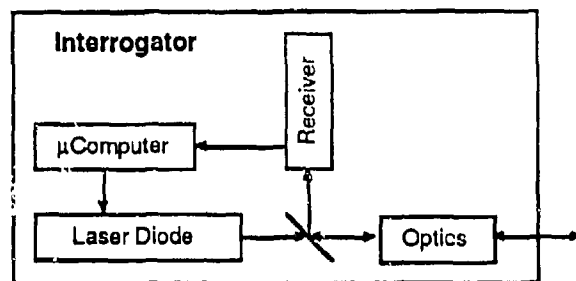 Interrogator
Receiver
µComputer
Laser Diode
Optics